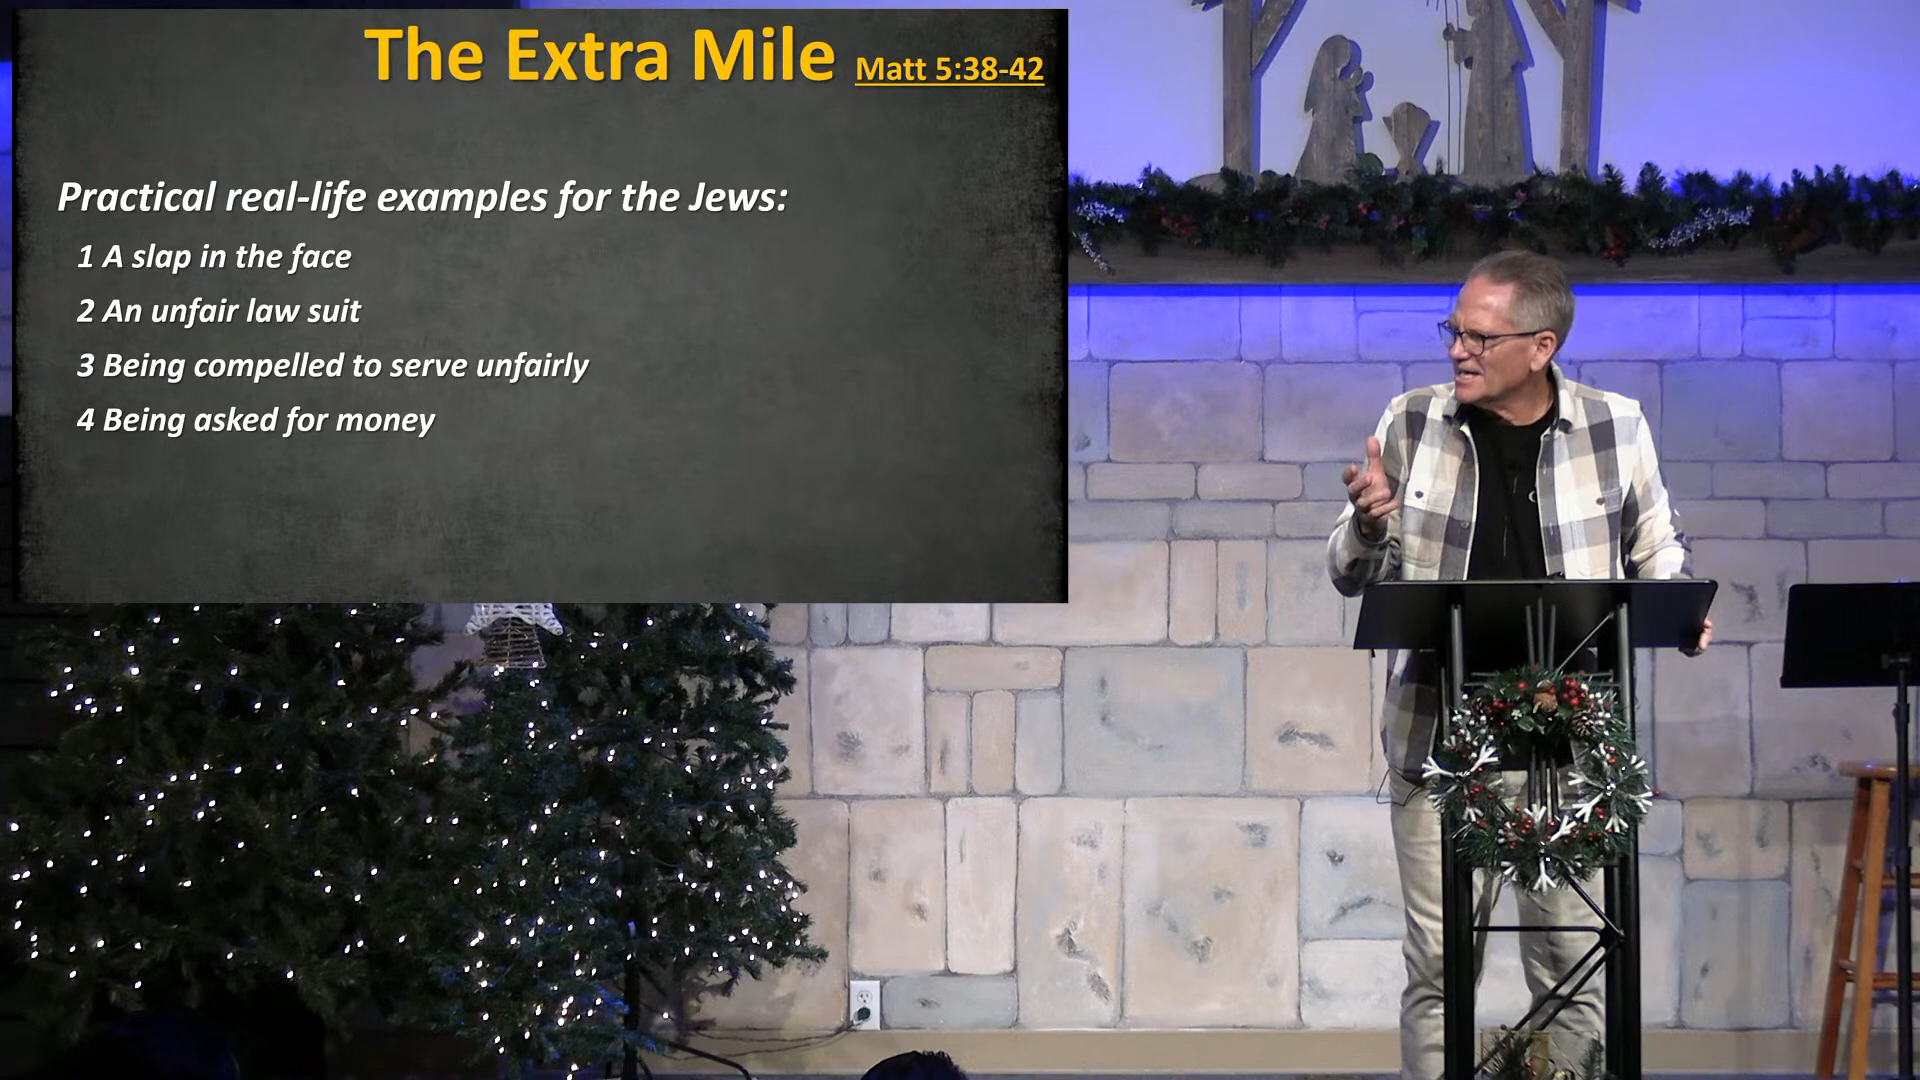 The Extra Mile Matt 5:38-42
Practical real-life examples for the Jews:
1 A slap in the face
2 An unfair law suit
3 Being compelled to serve unfairly
4 Being asked for money